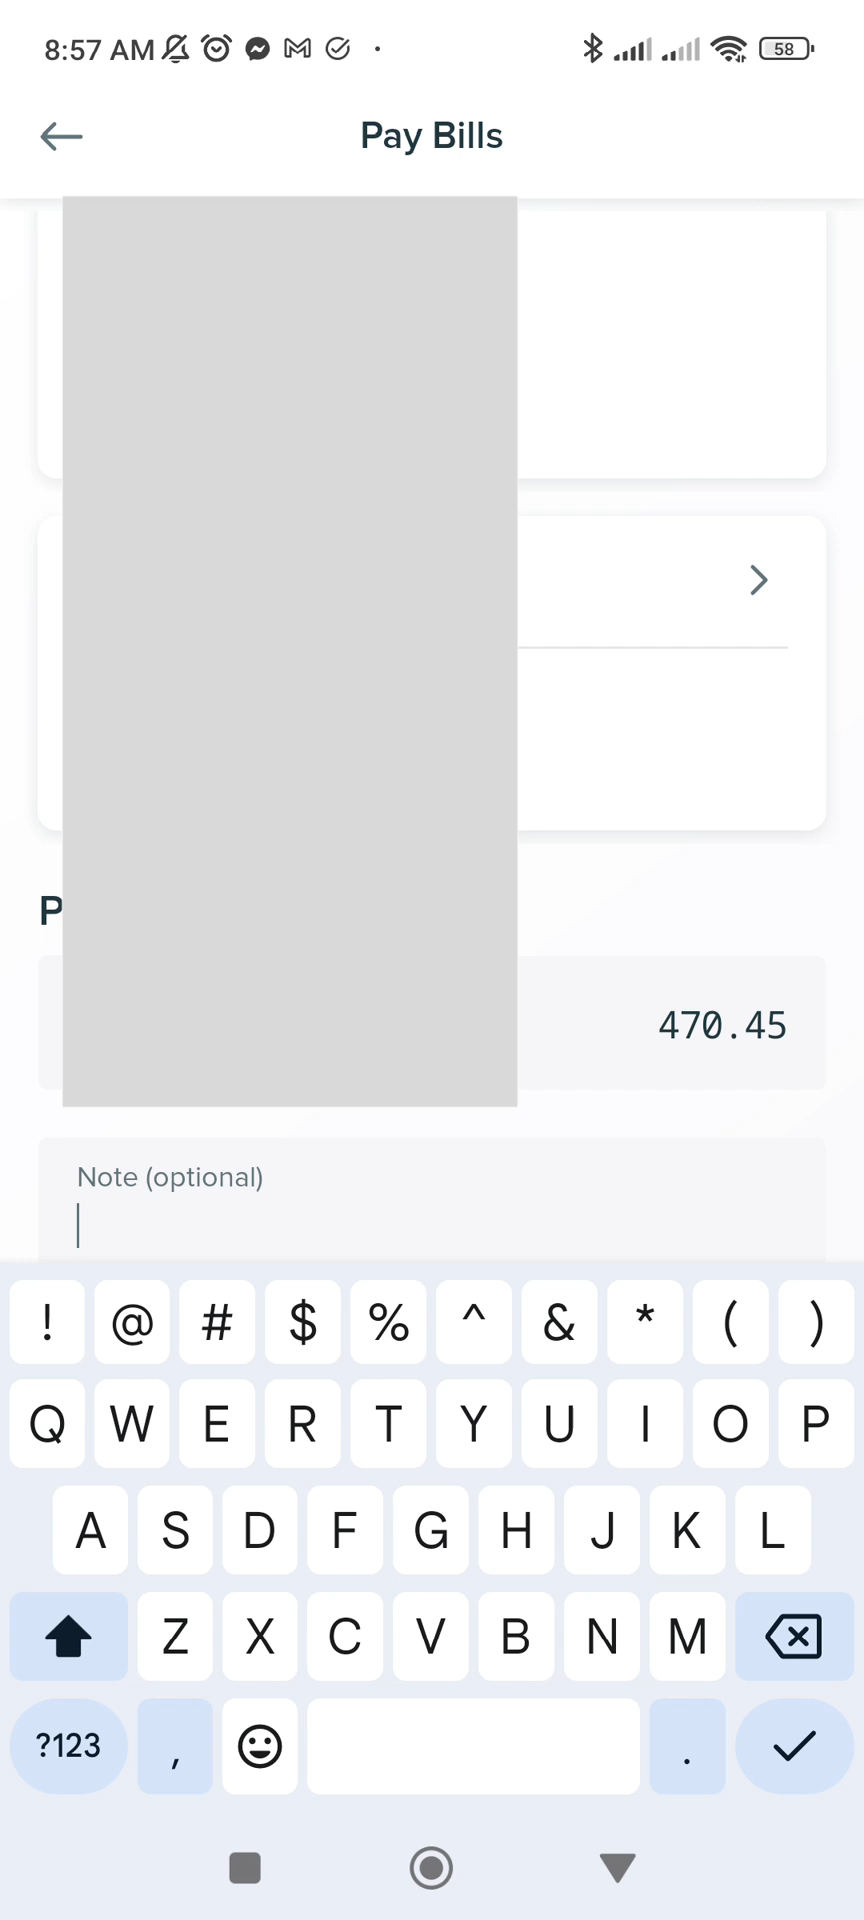 8:57 AM
58
Pay Bills
P
470.45
Note (optional)
! @ # $ % ^ & * ( )
Q W E R T Y U I O P
A S D F G H J K L
Z X C V B N M
?123 , .